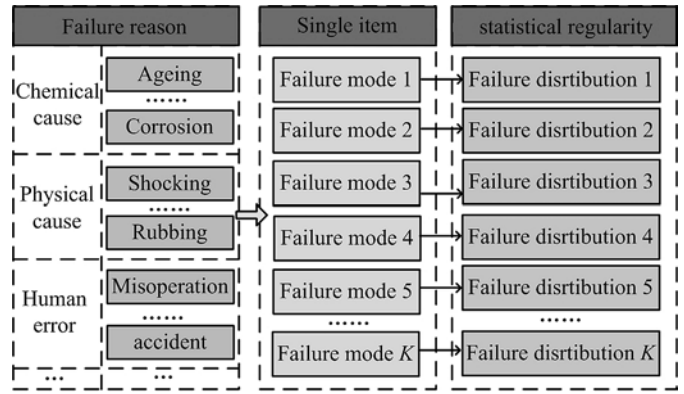 Failure reason
Chemical
cause
Ageing
......
Corrosion
Physical
cause
Shocking
......
Rubbing
Human
error
Misoperation
......
accident
...
...
Single item
Failure mode 1
Failure mode 2
Failure mode 3
Failure mode 4
Failure mode 5
......
Failure mode K
statistical regularity
Failure disrtibution 1
Failure disrtibution 2
Failure disrtibution 3
Failure disrtibution 4
Failure disrtibution 5
......
Failure disrtibution K